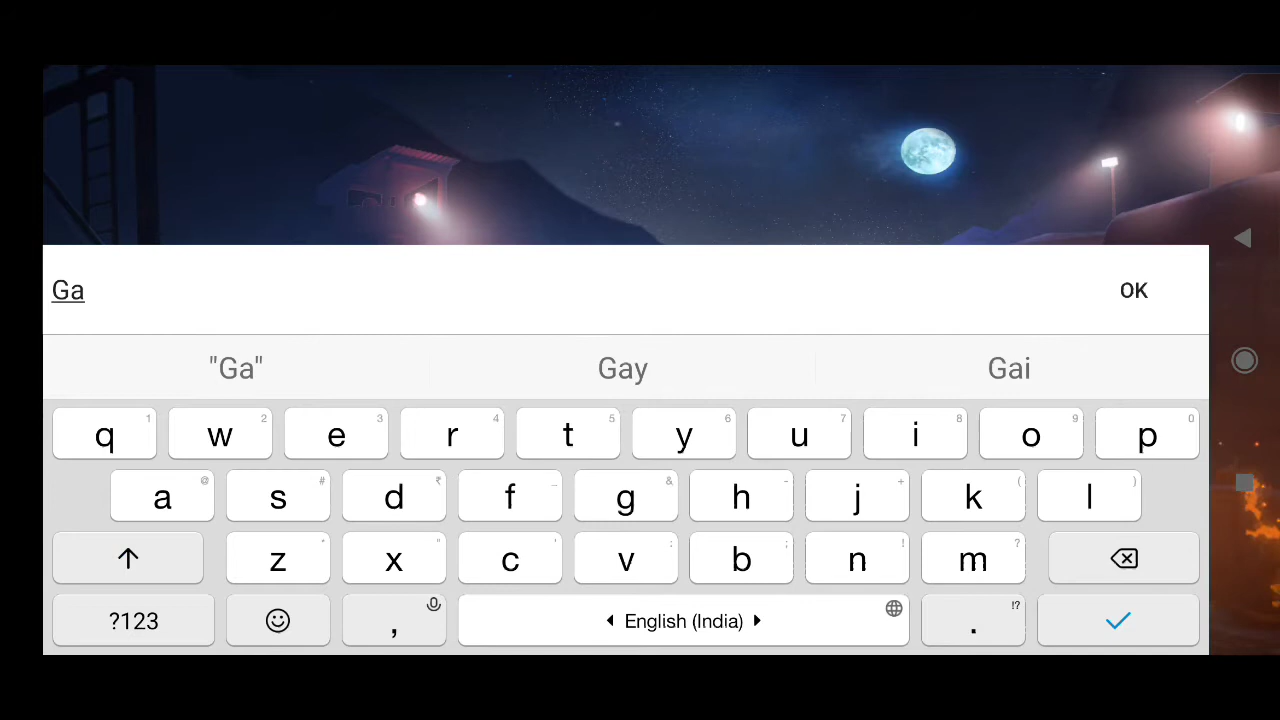 Ga
OK
"Ga" Gay Gai
q 1 w 2 e 3 r 4 t 5 y 6 u 7 i 8 o 9 p 0
a @ s # d ₹ f _ g & h - j + k ( l )
z * x " c ' v : b ; n ! m ?
?123 , English (India) . !?